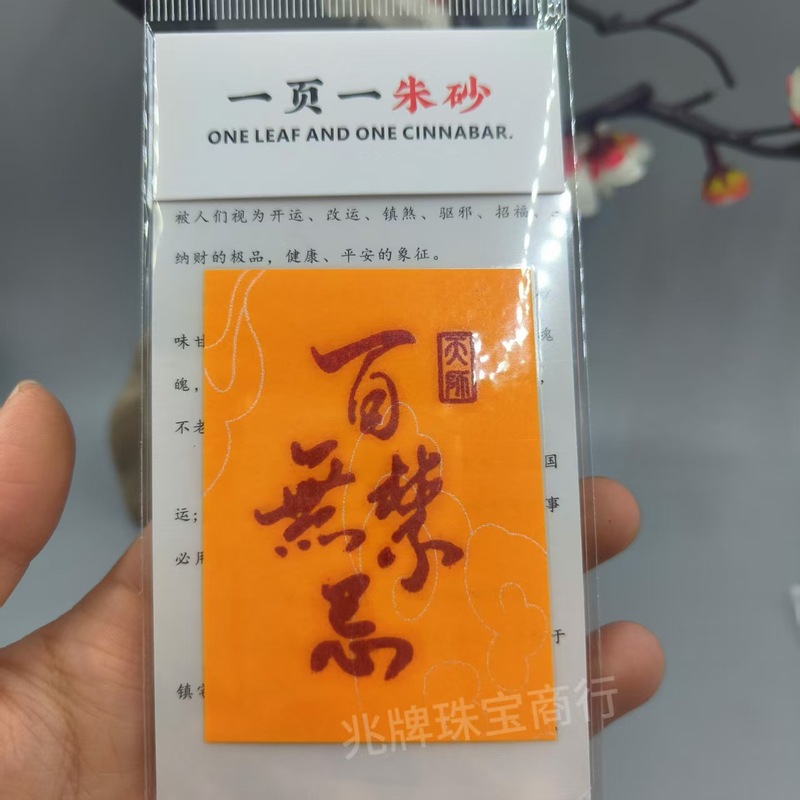 一页一朱砂
ONE LEAF AND ONE CINNABAR.
被人们视为开运、改运、镇煞、驱邪、招福、
纳财的极品，健康、平安的象征。
味甘
魄，
不老
国
运；
事
必用
于
镇宅
天师
百
禁
無
忌
兆牌珠宝商行